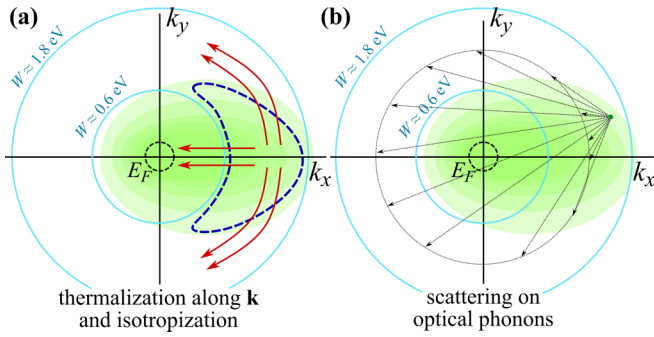 (a)
k_y
W ≈ 1.8 eV
W ≈ 0.6 eV
E_F
k_x
thermalization along k
and isotropization
(b)
k_y
W ≈ 1.8 eV
W ≈ 0.6 eV
E_F
k_x
scattering on
optical phonons